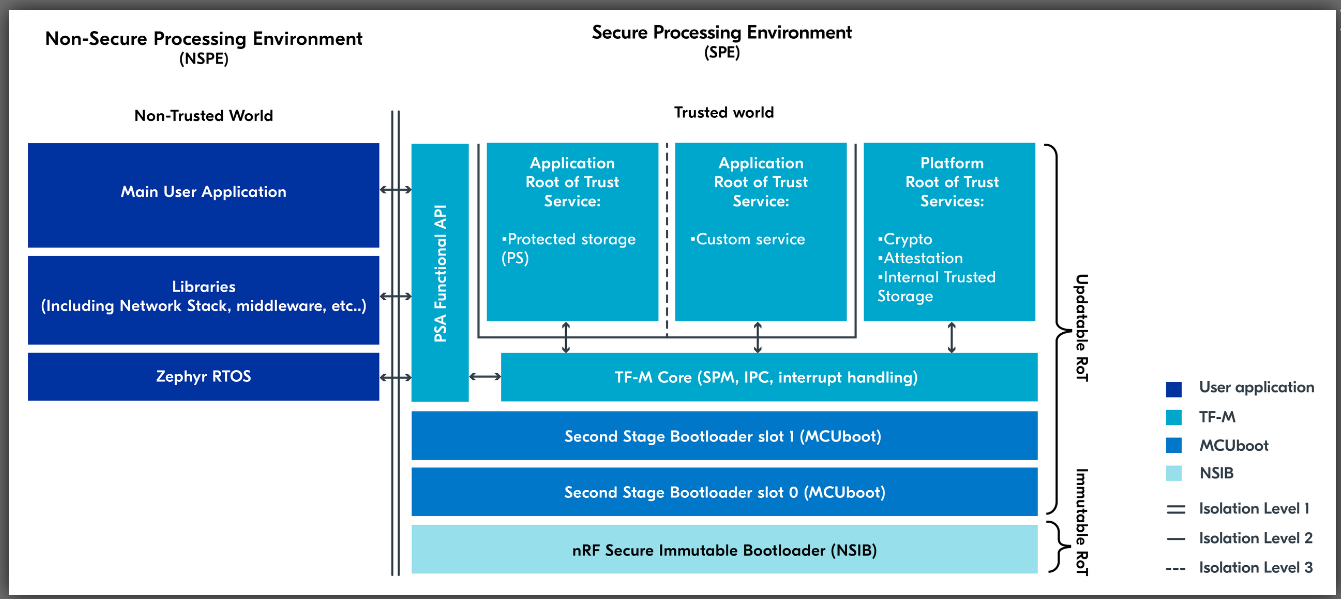 Non-Secure Processing Environment
(NSPE)
Secure Processing Environment
(SPE)
Non-Trusted World
Trusted world
Main User Application
Libraries
(Including Network Stack, middleware, etc..)
Zephyr RTOS
PSA Functional API
Application
Root of Trust
Service:
▪Protected storage
(PS)
Application
Root of Trust
Service:
▪Custom service
Platform
Root of Trust
Services:
▪Crypto
▪Attestation
▪Internal Trusted
Storage
TF-M Core (SPM, IPC, interrupt handling)
Second Stage Bootloader slot 1 (MCUboot)
Second Stage Bootloader slot 0 (MCUboot)
nRF Secure Immutable Bootloader (NSIB)
Updatable RoT
Immutable RoT
User application
TF-M
MCUboot
NSIB
Isolation Level 1
Isolation Level 2
Isolation Level 3